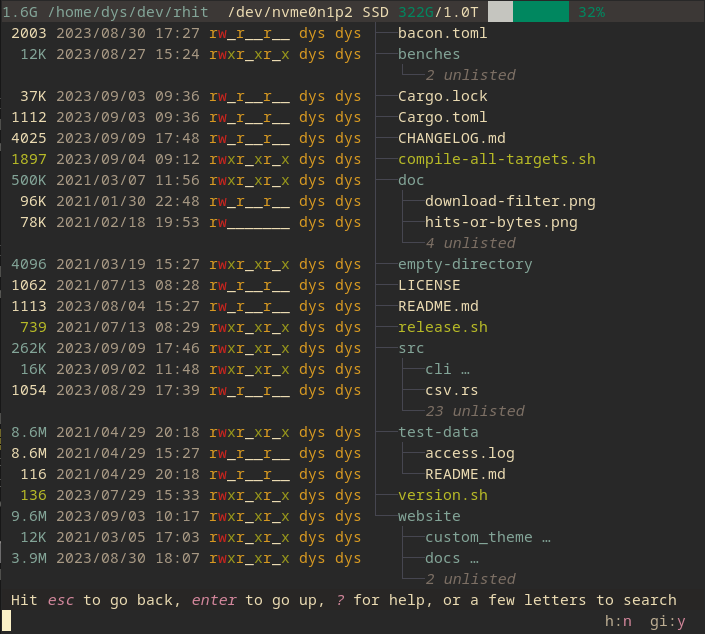 1.6G /home/dys/dev/rhit /dev/nvme0n1p2 SSD 322G/1.0T 32%
2003 2023/08/30 17:27 rw_r__r__ dys dys bacon.toml
12K 2023/08/27 15:24 rwxr_xr_x dys dys benches
2 unlisted
37K 2023/09/03 09:36 rw_r__r__ dys dys Cargo.lock
1112 2023/09/03 09:36 rw_r__r__ dys dys Cargo.toml
4025 2023/09/09 17:48 rw_r__r__ dys dys CHANGELOG.md
1897 2023/09/04 09:12 rwxr_xr_x dys dys compile-all-targets.sh
500K 2021/03/07 11:56 rwxr_xr_x dys dys doc
96K 2021/01/30 22:48 rw_r__r__ dys dys download-filter.png
78K 2021/02/18 19:53 rw_______ dys dys hits-or-bytes.png
4 unlisted
4096 2021/03/19 15:27 rwxr_xr_x dys dys empty-directory
1062 2021/07/13 08:28 rw_r__r__ dys dys LICENSE
1113 2023/08/04 15:27 rw_r__r__ dys dys README.md
739 2021/07/13 08:29 rwxr_xr_x dys dys release.sh
262K 2023/09/09 17:46 rwxr_xr_x dys dys src
16K 2023/09/02 11:48 rwxr_xr_x dys dys cli …
1054 2023/08/29 17:39 rw_r__r__ dys dys csv.rs
23 unlisted
8.6M 2021/04/29 20:18 rwxr_xr_x dys dys test-data
8.6M 2021/04/29 15:27 rw_r__r__ dys dys access.log
116 2021/04/29 20:18 rw_r__r__ dys dys README.md
136 2023/07/29 15:33 rwxr_xr_x dys dys version.sh
9.6M 2023/09/03 10:17 rwxr_xr_x dys dys website
12K 2021/03/05 17:03 rwxr_xr_x dys dys custom_theme …
3.9M 2023/08/30 18:07 rwxr_xr_x dys dys docs …
2 unlisted
Hit esc to go back, enter to go up, ? for help, or a few letters to search
h:n gi:y